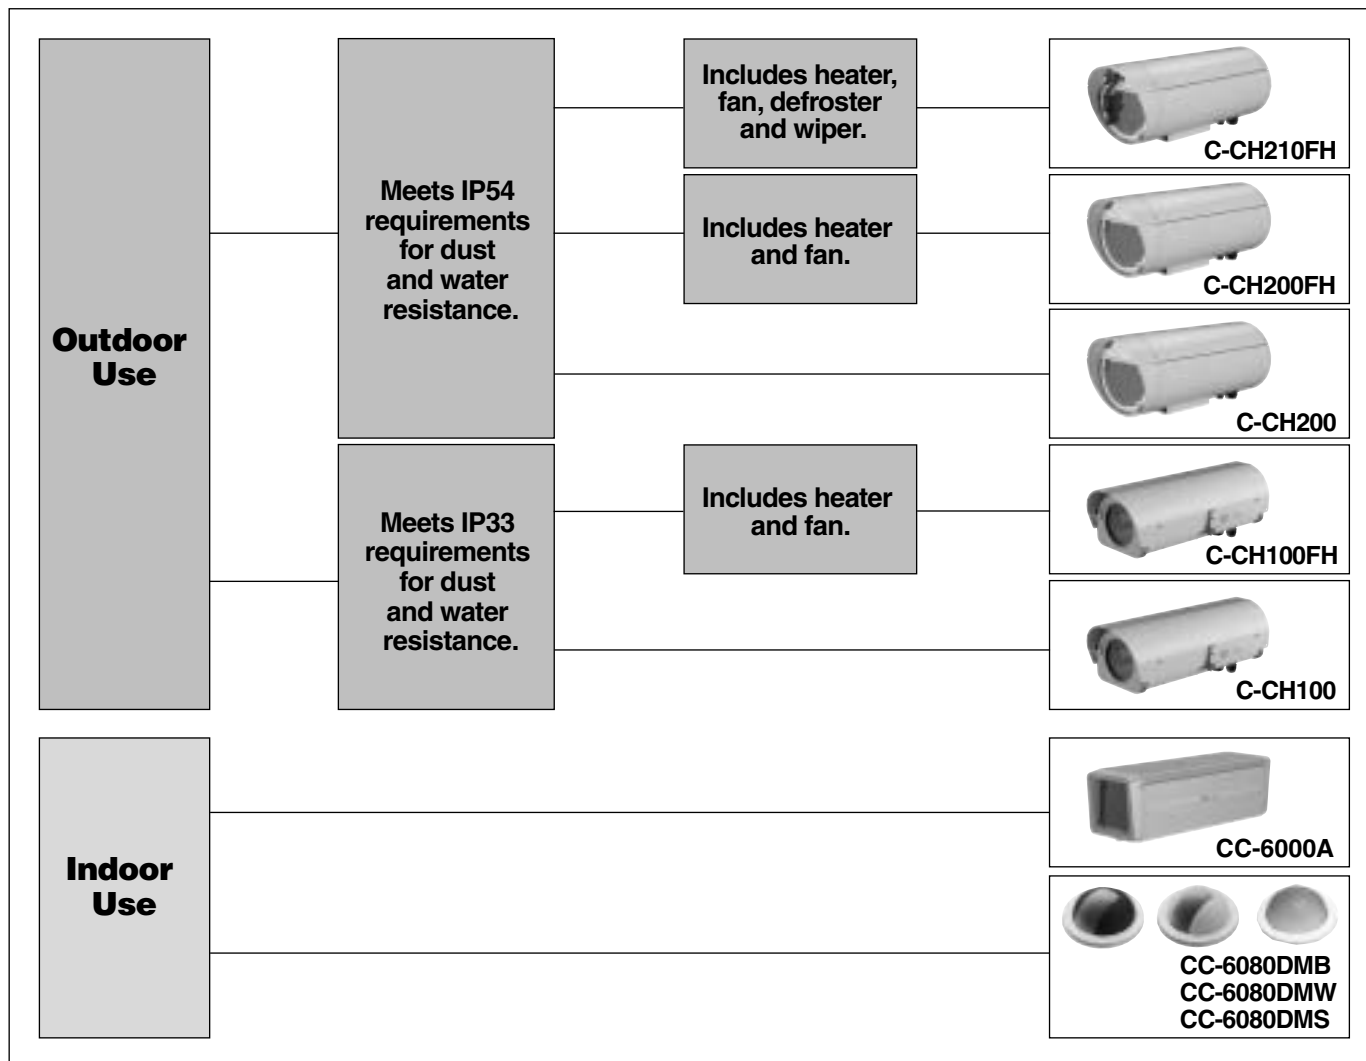 Outdoor
Use
Meets IP54
requirements
for dust
and water
resistance.
Includes heater,
fan, defroster
and wiper.
C-CH210FH
Includes heater
and fan.
C-CH200FH
C-CH200
Meets IP33
requirements
for dust
and water
resistance.
Includes heater
and fan.
C-CH100FH
C-CH100
Indoor
Use
CC-6000A
CC-6080DMB
CC-6080DMW
CC-6080DMS